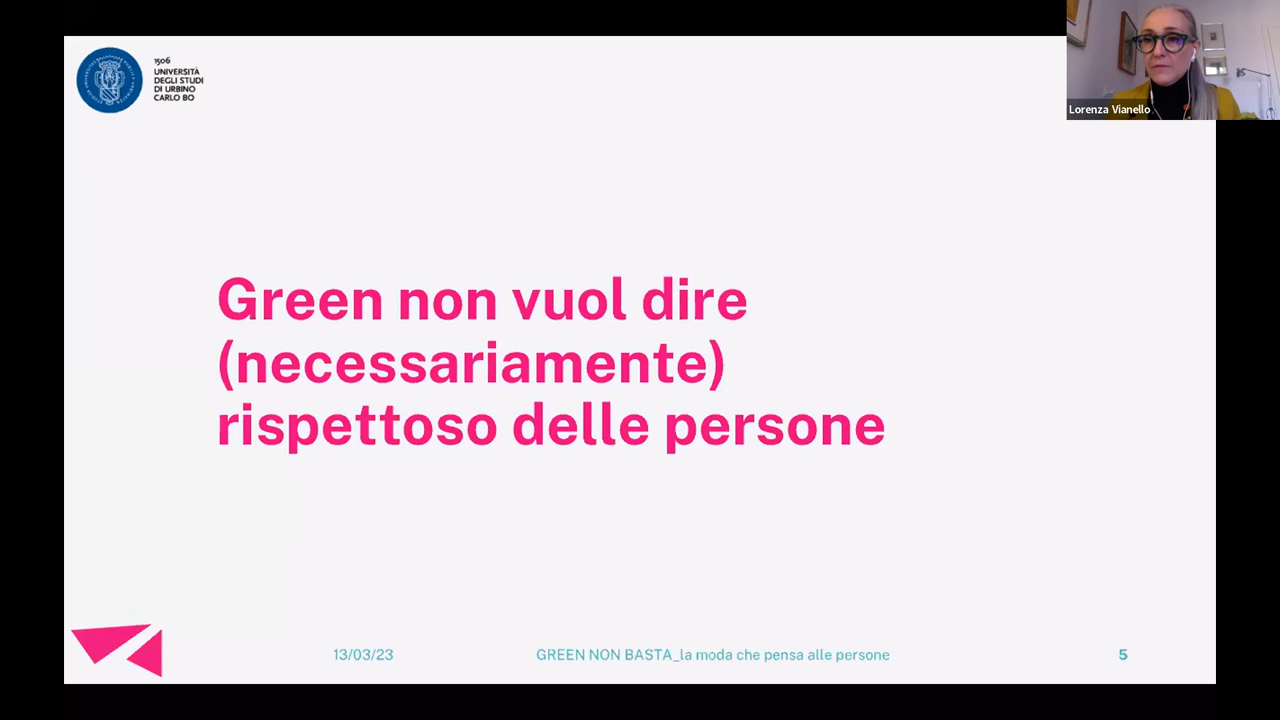 1506
UNIVERSITÀ
DEGLI STUDI
DI URBINO
CARLO BO
Lorenza Vianello
Green non vuol dire
(necessariamente)
rispettoso delle persone
13/03/23
GREEN NON BASTA_la moda che pensa alle persone
5